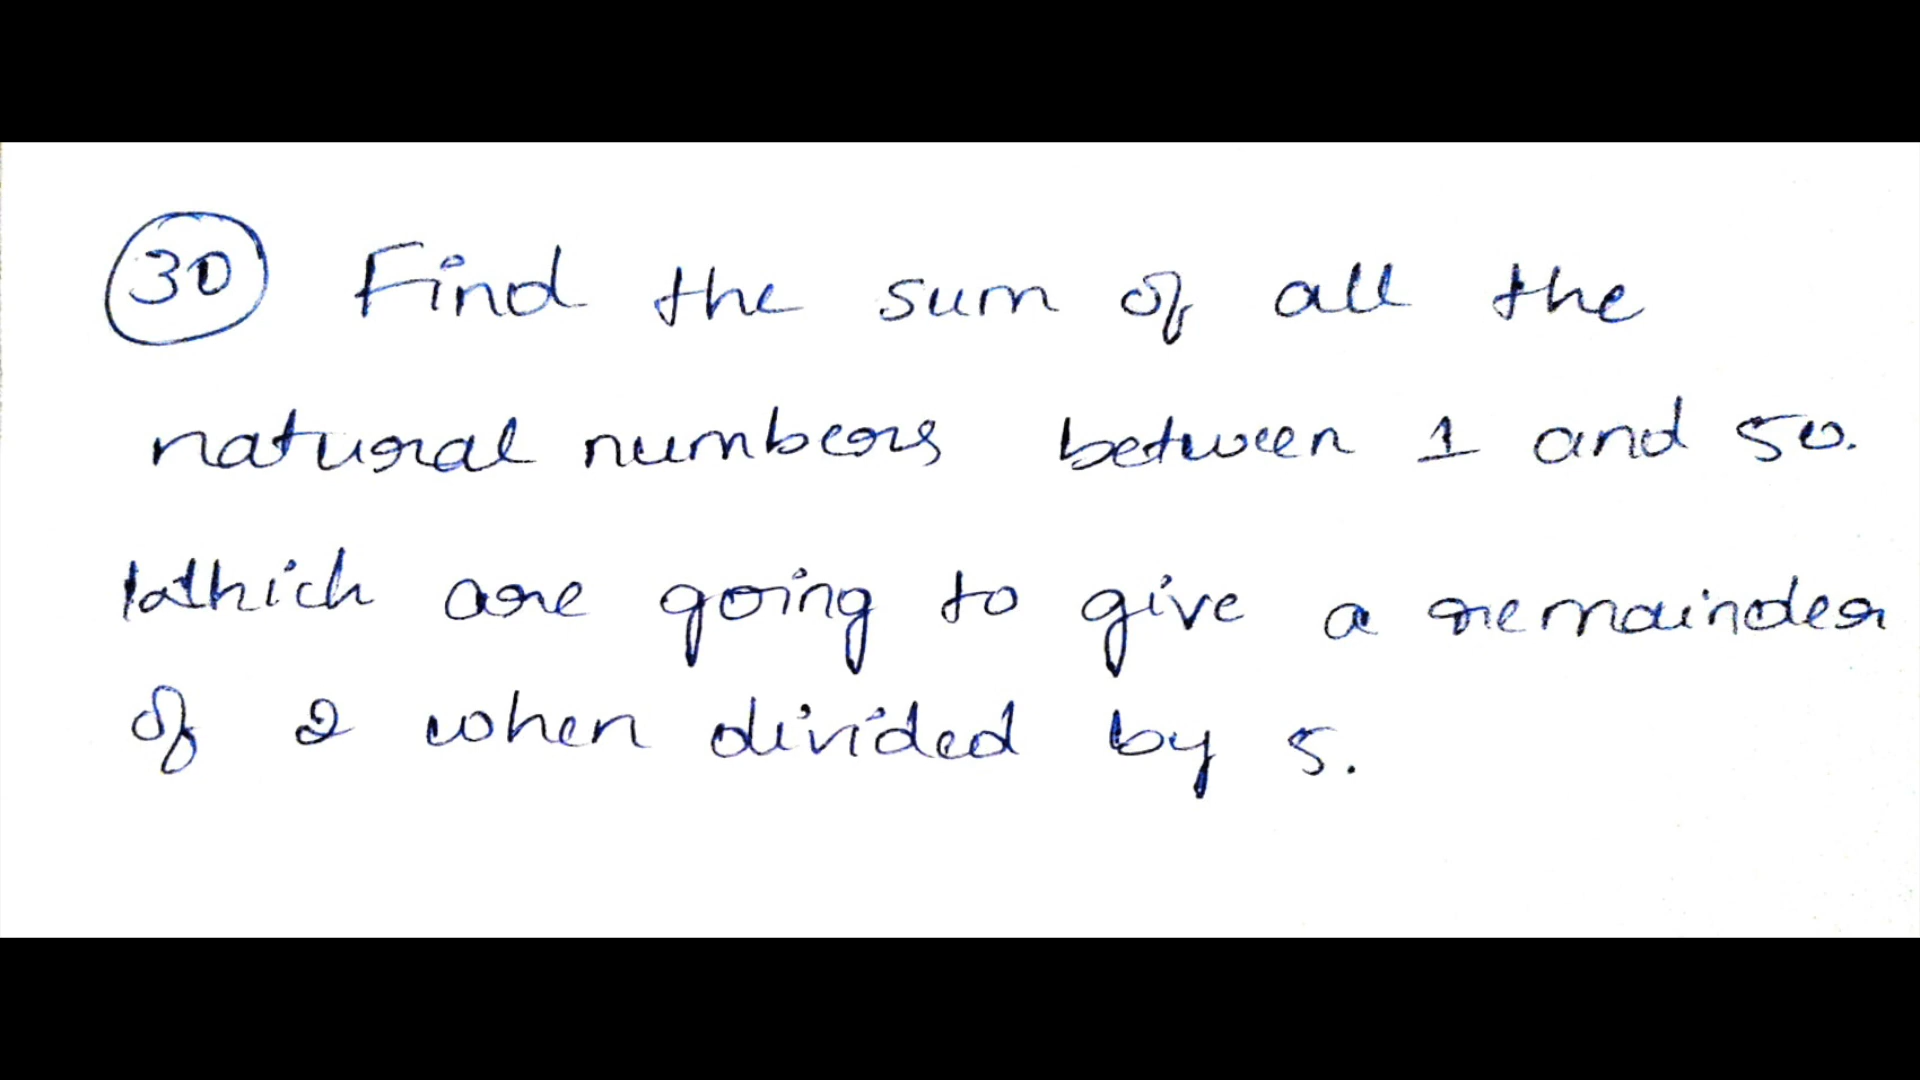 30 Find the sum of all the
natural numbers between 1 and 50.
Which are going to give a remainder
of 2 when divided by 5.